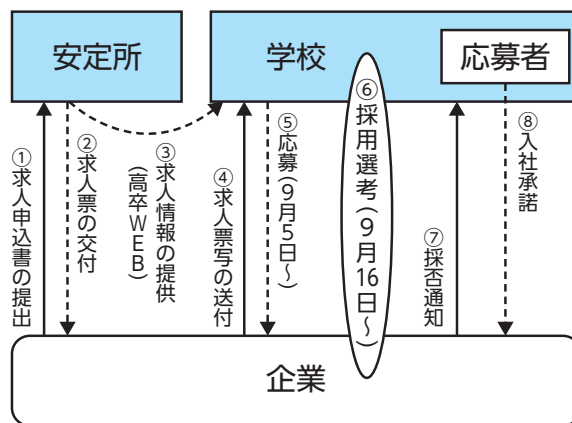 安定所
学校
応募者
①求人申込書の提出
②求人票の交付
③求人情報の提供
(高卒WEB)
④求人票写の送付
⑤応募(9月5日～)
⑥採用選考(9月16日～)
⑦採否通知
⑧入社承諾
企業